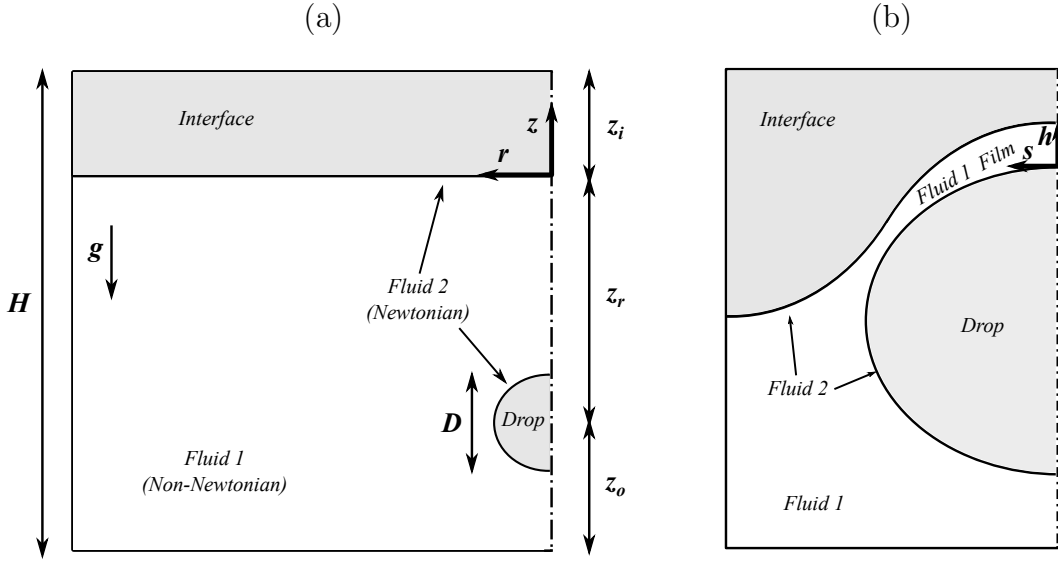 (a)
(b)
Interface
z
r
z_i
g
H
Fluid 2
(Newtonian)
z_r
D
Drop
Fluid 1
(Non-Newtonian)
z_o
Interface
h
s
Fluid 1 Film
Drop
Fluid 2
Fluid 1